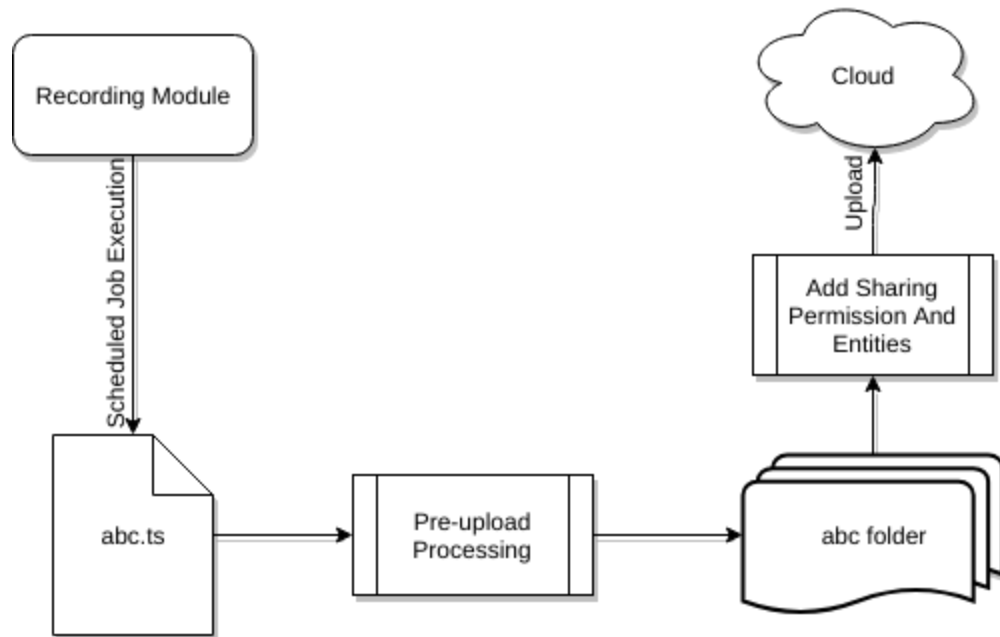 Recording Module
Scheduled Job Execution
abc.ts
Pre-upload
Processing
abc folder
Add Sharing
Permission And
Entities
Upload
Cloud